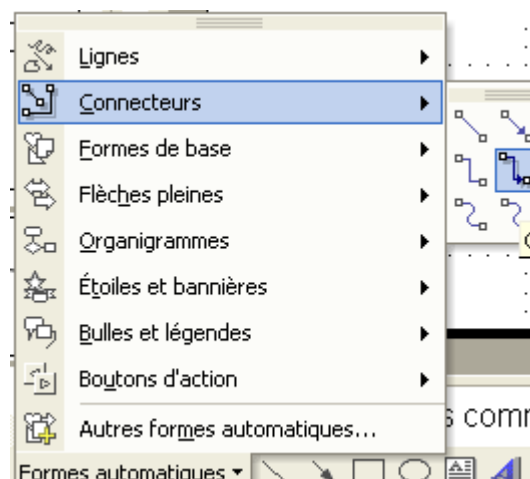 Lignes
Connecteurs
Formes de base
Flèches pleines
Organigrammes
Étoiles et bannières
Bulles et légendes
Boutons d'action
Autres formes automatiques...
Formes automatiques